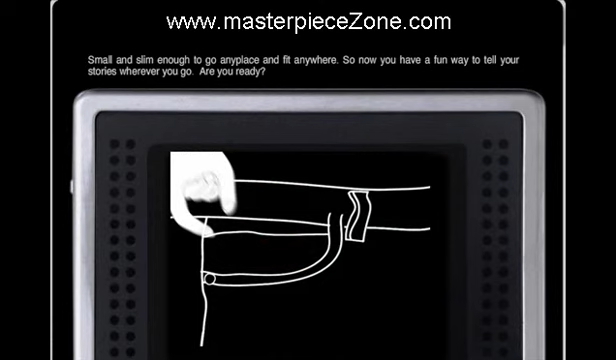 www.masterpieceZone.com
Small and slim enough to go anyplace and fit anywhere. So now you have a fun way to tell your
stories wherever you go. Are you ready?